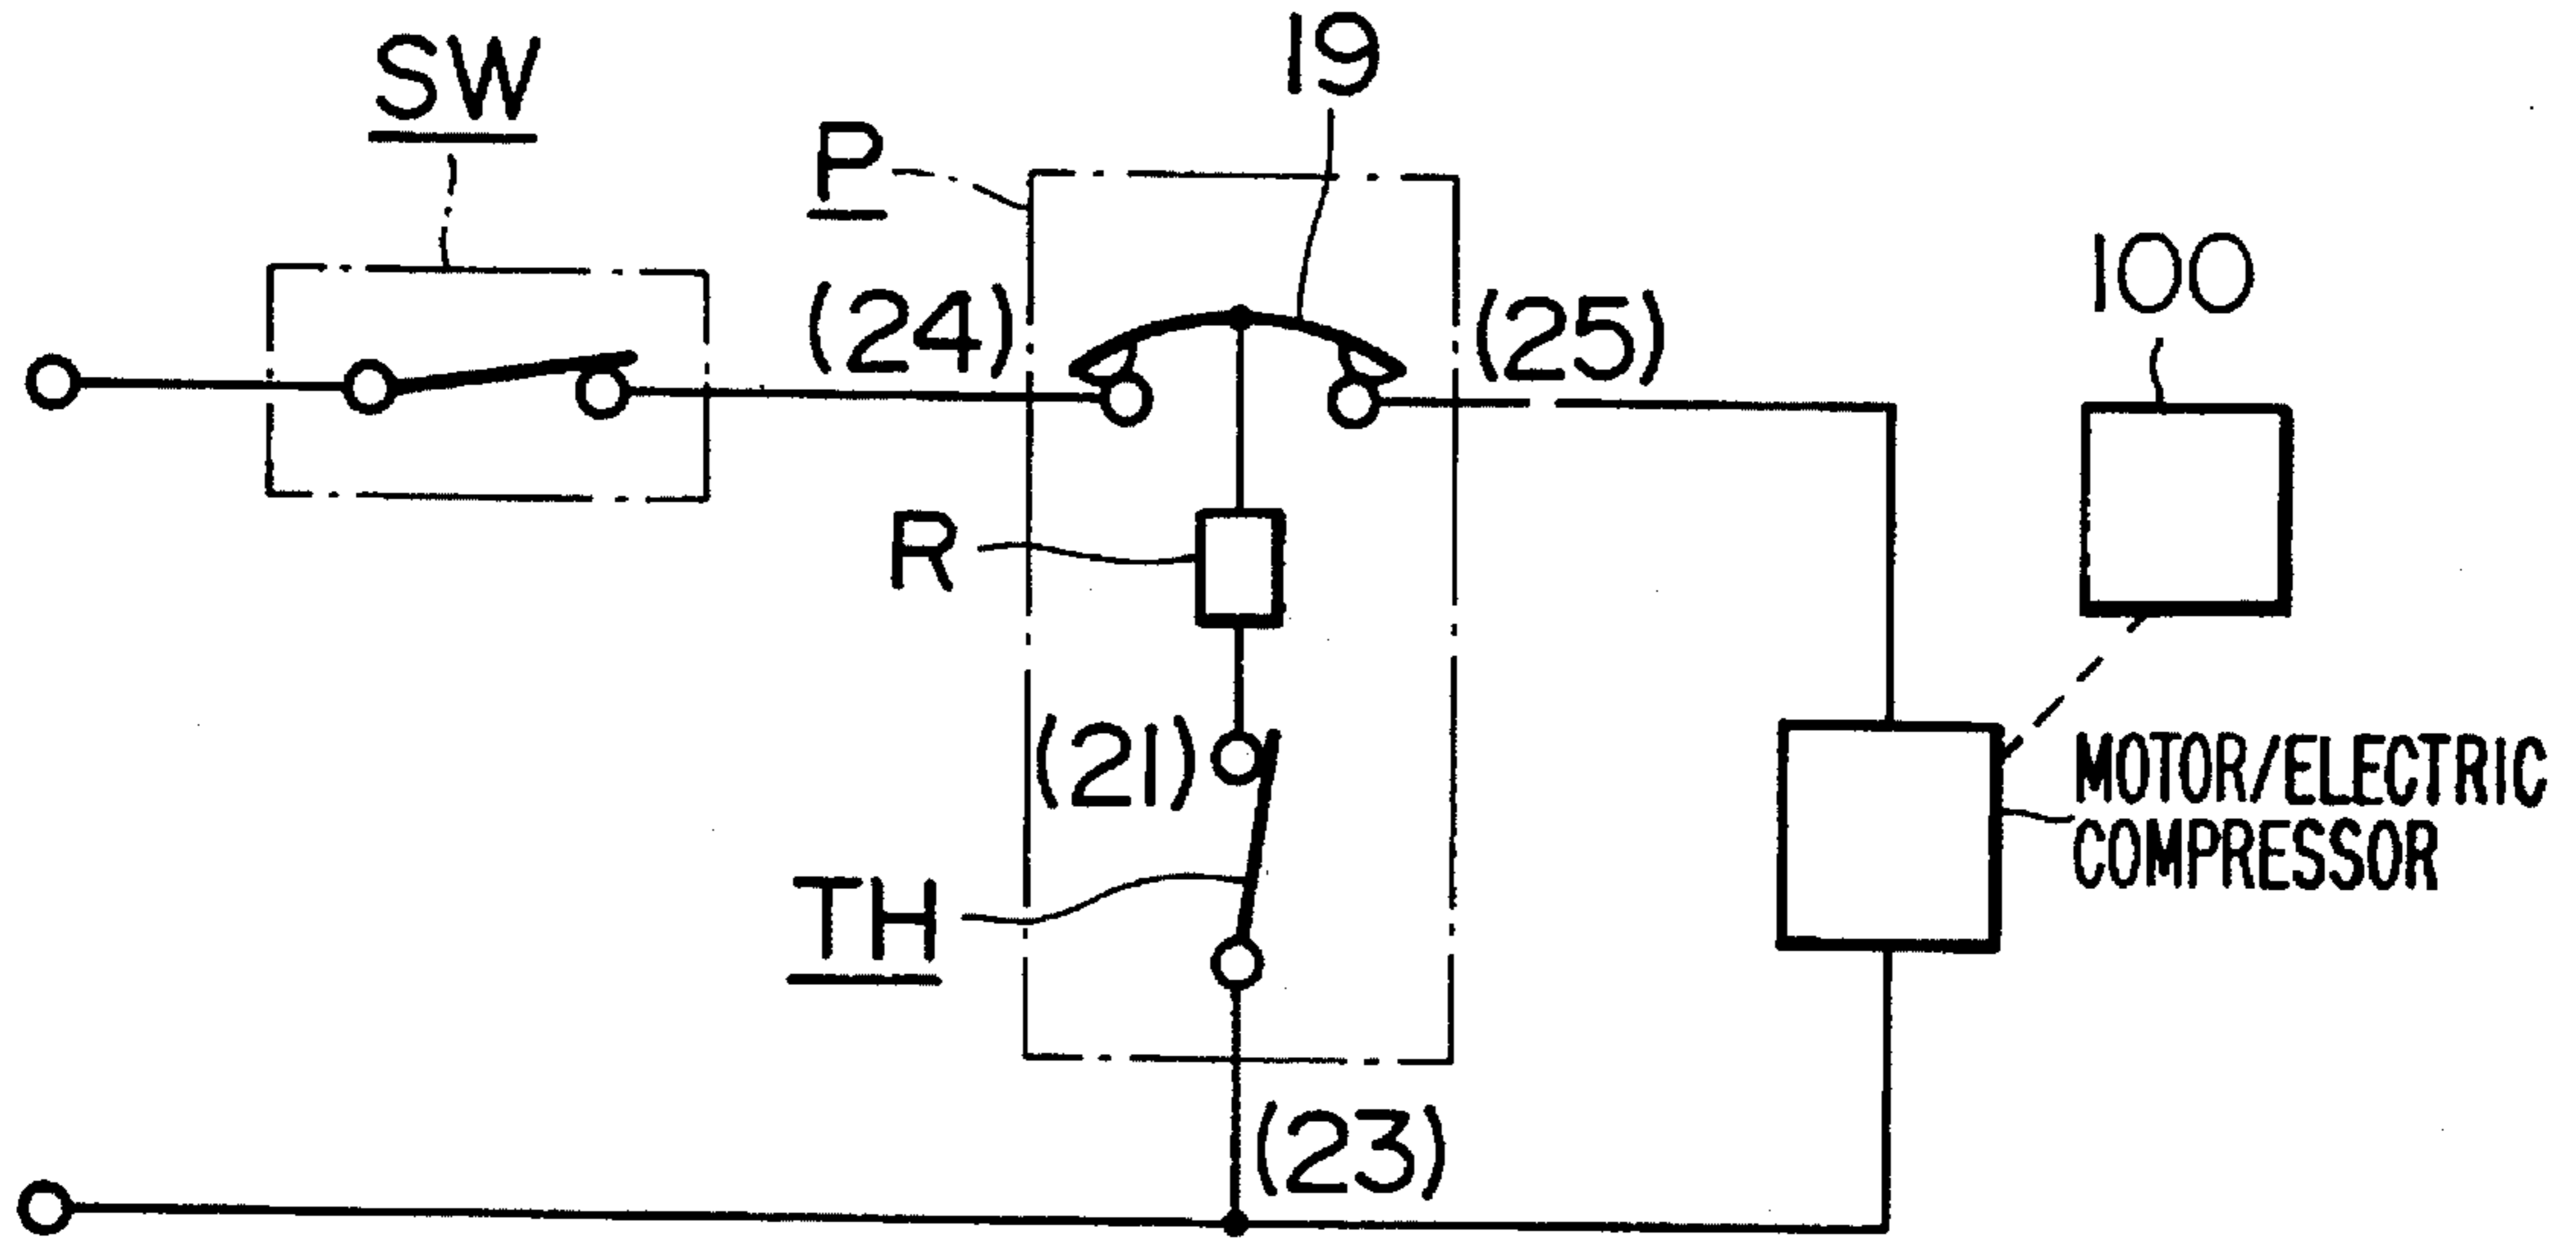 SW
19
P
(24)
(25)
100
R
(21)
MOTOR/ELECTRIC
COMPRESSOR
TH
(23)